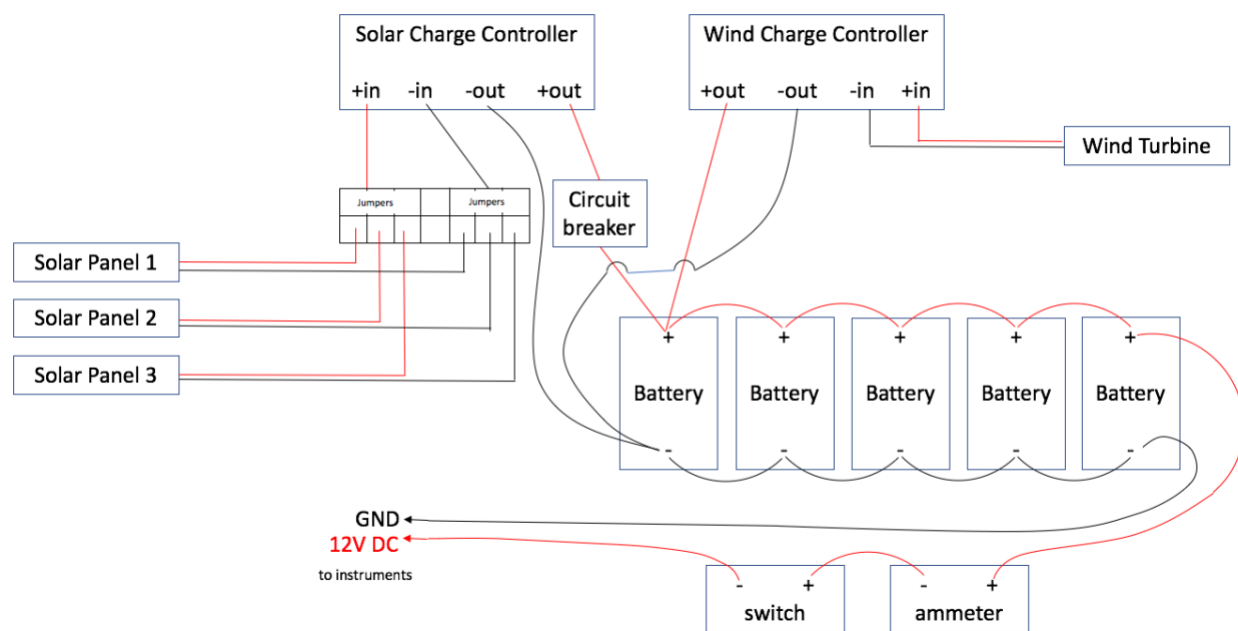 Solar Charge Controller
+in -in -out +out
Wind Charge Controller
+out -out -in +in
Wind Turbine
Jumpers Jumpers
Circuit
breaker
Solar Panel 1
Solar Panel 2
Solar Panel 3
+ + + + +
Battery Battery Battery Battery Battery
- - - - -
GND
12V DC
to instruments
- +
switch
- +
ammeter